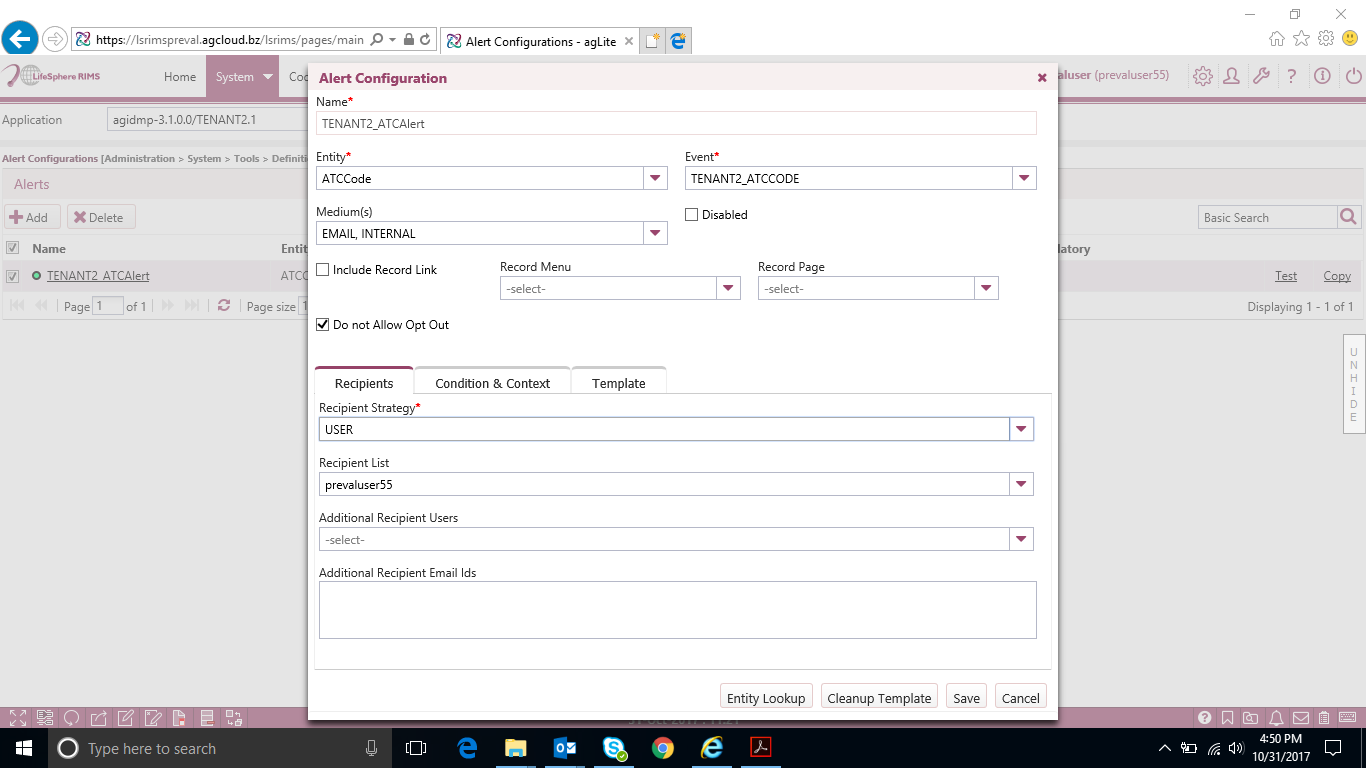 https://lsrimspreval.agcloud.bz/lsrims/pages/main
Alert Configurations - agLite
LifeSphere RIMS
Home
System
(prevaluser55)
Application
agidmp-3.1.0.0/TENANT2.1
Alert Configurations [Administration > System > Tools >
Alerts
Add
Delete
Basic Search
Name
TENANT2_ATCAlert
Test
Copy
Page 1 of 1
Page size
Displaying 1 - 1 of 1
UNHIDE
Alert Configuration
Name*
TENANT2_ATCAlert
Entity*
Event*
ATCCode
TENANT2_ATCCODE
Medium(s)
Disabled
EMAIL, INTERNAL
Include Record Link
Record Menu
Record Page
-select-
-select-
Do not Allow Opt Out
Recipients
Condition & Context
Template
Recipient Strategy*
USER
Recipient List
prevaluser55
Additional Recipient Users
-select-
Additional Recipient Email Ids
Entity Lookup
Cleanup Template
Save
Cancel
Type here to search
4:50 PM
10/31/2017